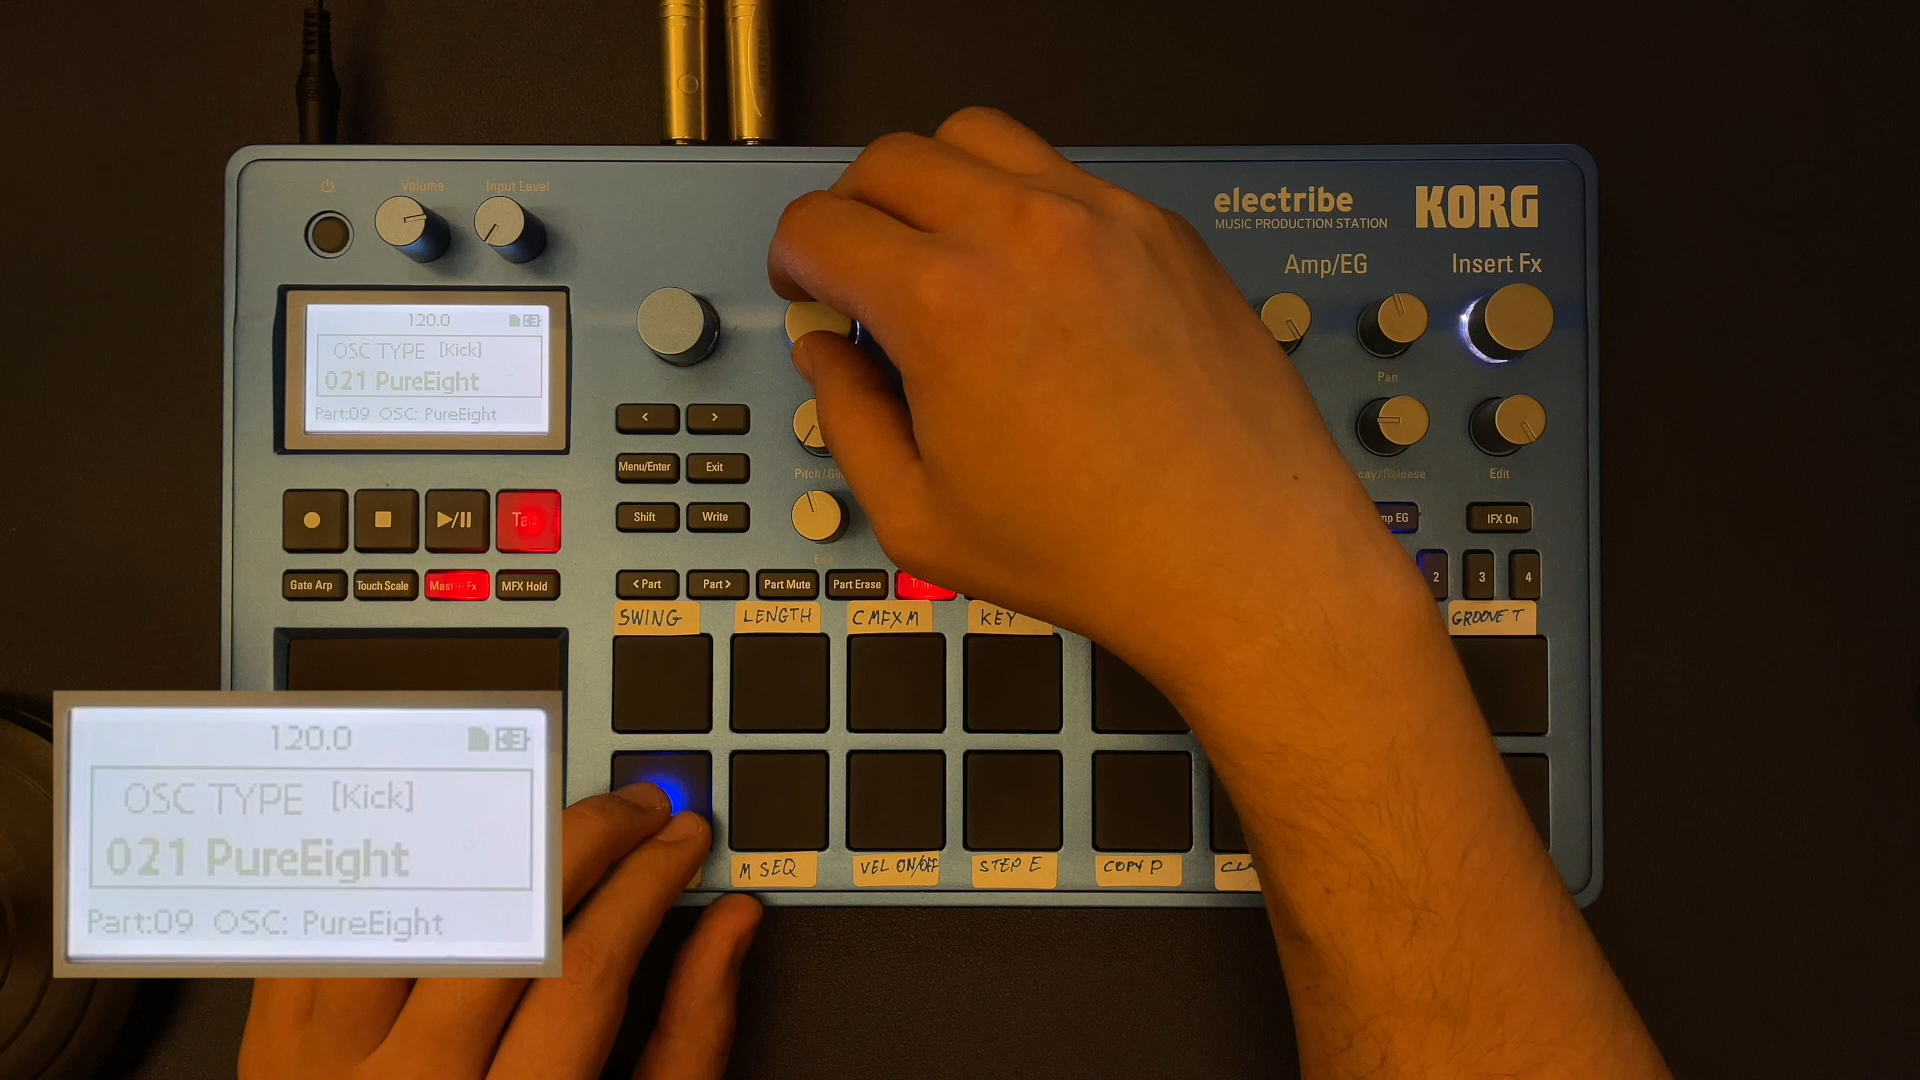 Volume
Input Level
electribe
MUSIC PRODUCTION STATION
KORG
Amp/EG
Insert Fx
120.0
OSC TYPE [Kick]
021 PureEight
Part:09 OSC: PureEight
Pan
<
>
Menu/Enter
Exit
Edit
Shift
Write
IFX On
Gate Arp
Touch Scale
MFX Hold
< Part
Part >
Part Mute
Part Erase
2
3
4
SWING
LENGTH
CMFXM
KEY
GROOVE T
120.0
OSC TYPE [Kick]
021 PureEight
Part:09 OSC: PureEight
M SEQ
VEL ON/OFF
STEP E
COPY P